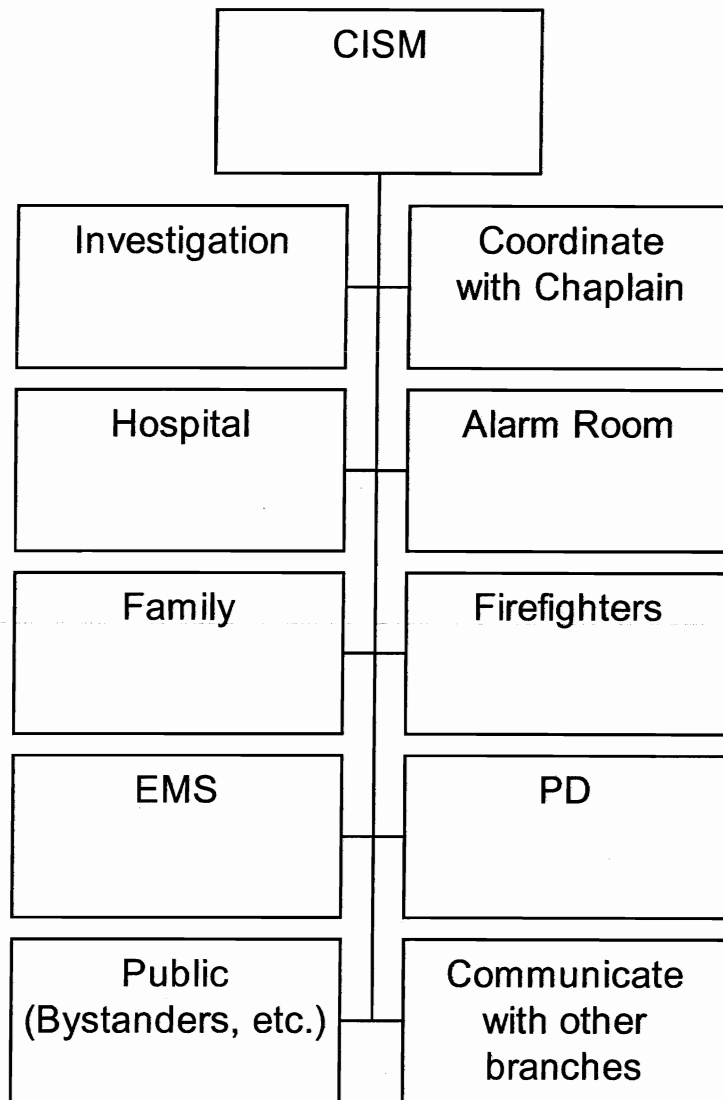 CISM
Investigation
Coordinate
with Chaplain
Hospital
Alarm Room
Family
Firefighters
EMS
PD
Public
(Bystanders, etc.)
Communicate
with other
branches